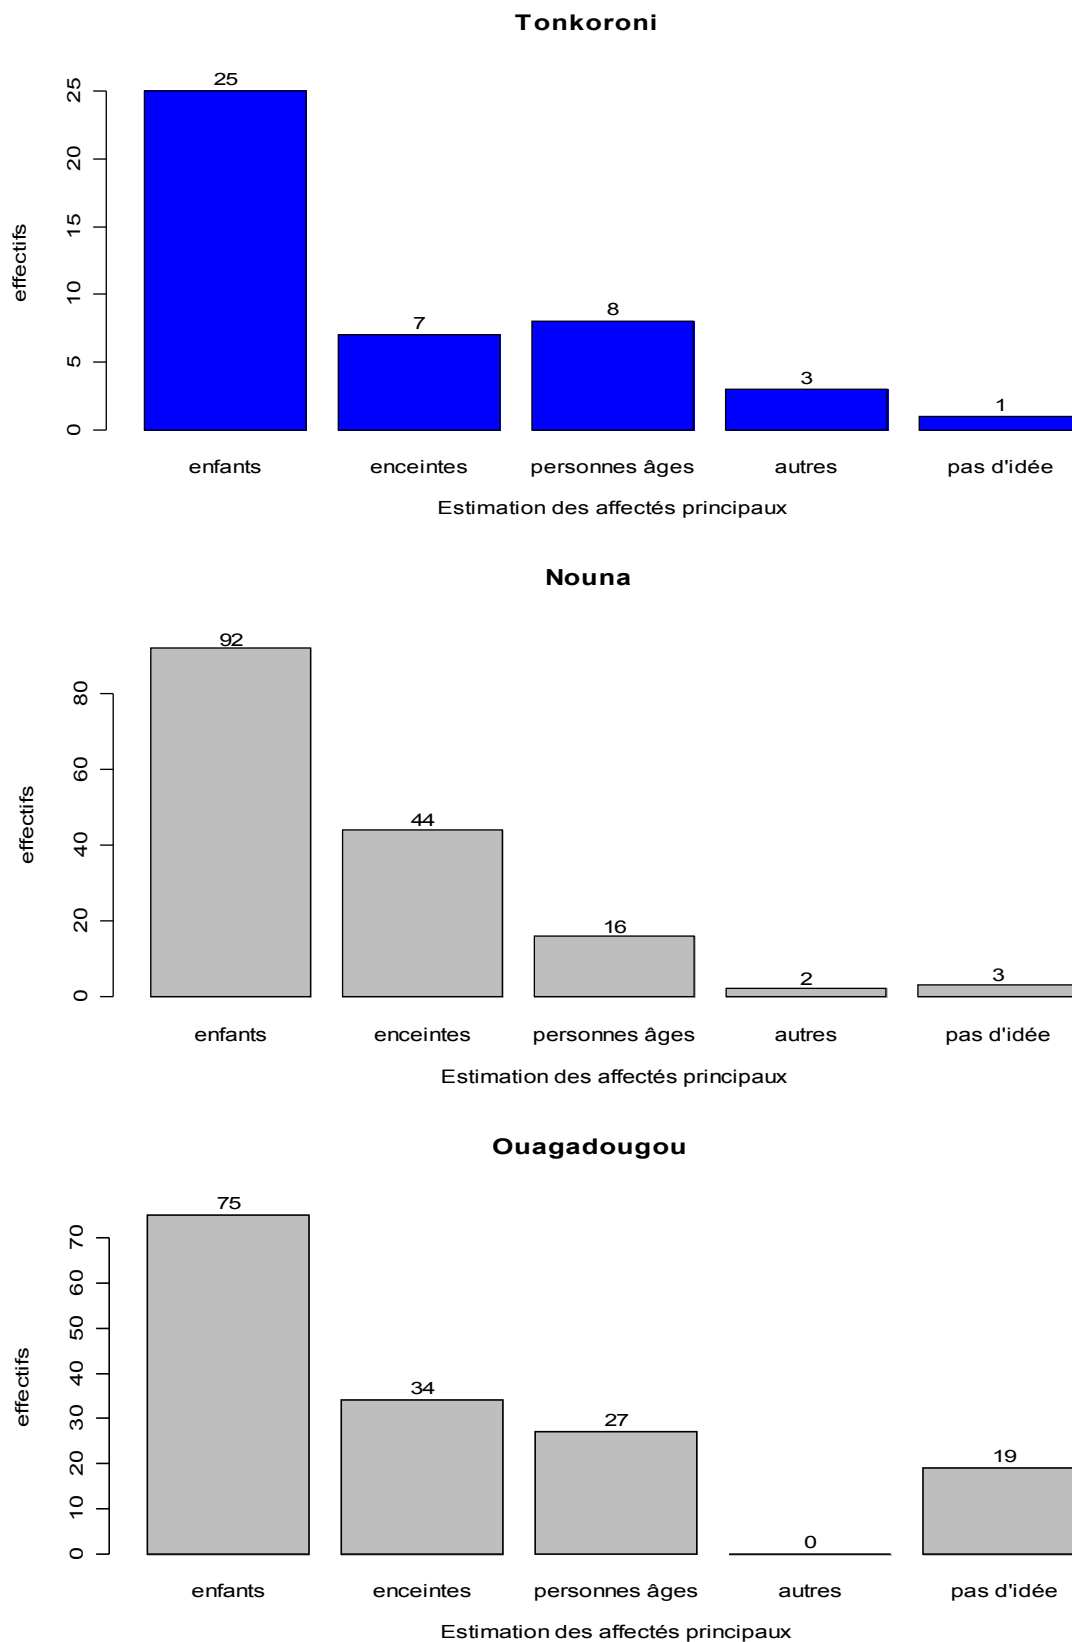 Tonkoroni
25
20
15
10
5
0
effectifs
25
7
8
3
1
enfants enceintes personnes âges autres pas d'idée
Estimation des affectés principaux
Nouna
80
60
40
20
0
effectifs
92
44
16
2
3
enfants enceintes personnes âges autres pas d'idée
Estimation des affectés principaux
Ouagadougou
70
60
50
40
30
20
10
0
effectifs
75
34
27
0
19
enfants enceintes personnes âges autres pas d'idée
Estimation des affectés principaux